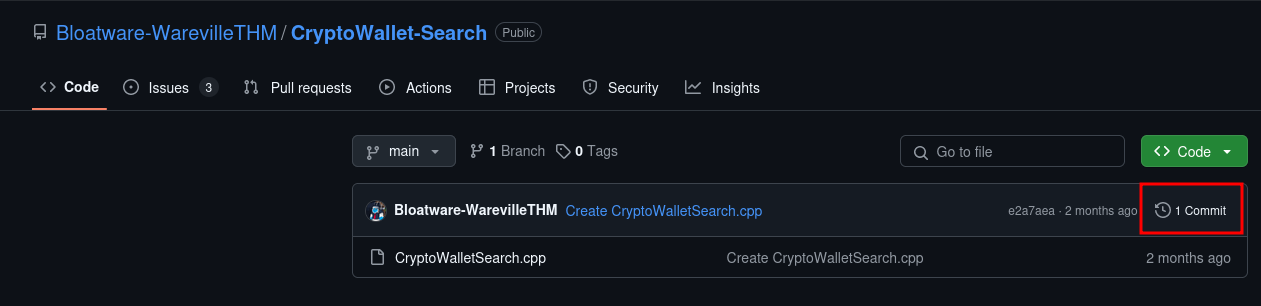 Bloatware-WarevilleTHM / CryptoWallet-Search Public
Code Issues 3 Pull requests Actions Projects Security Insights
main 1 Branch 0 Tags Go to file Code
Bloatware-WarevilleTHM Create CryptoWalletSearch.cpp e2a7aea · 2 months ago 1 Commit
CryptoWalletSearch.cpp Create CryptoWalletSearch.cpp 2 months ago